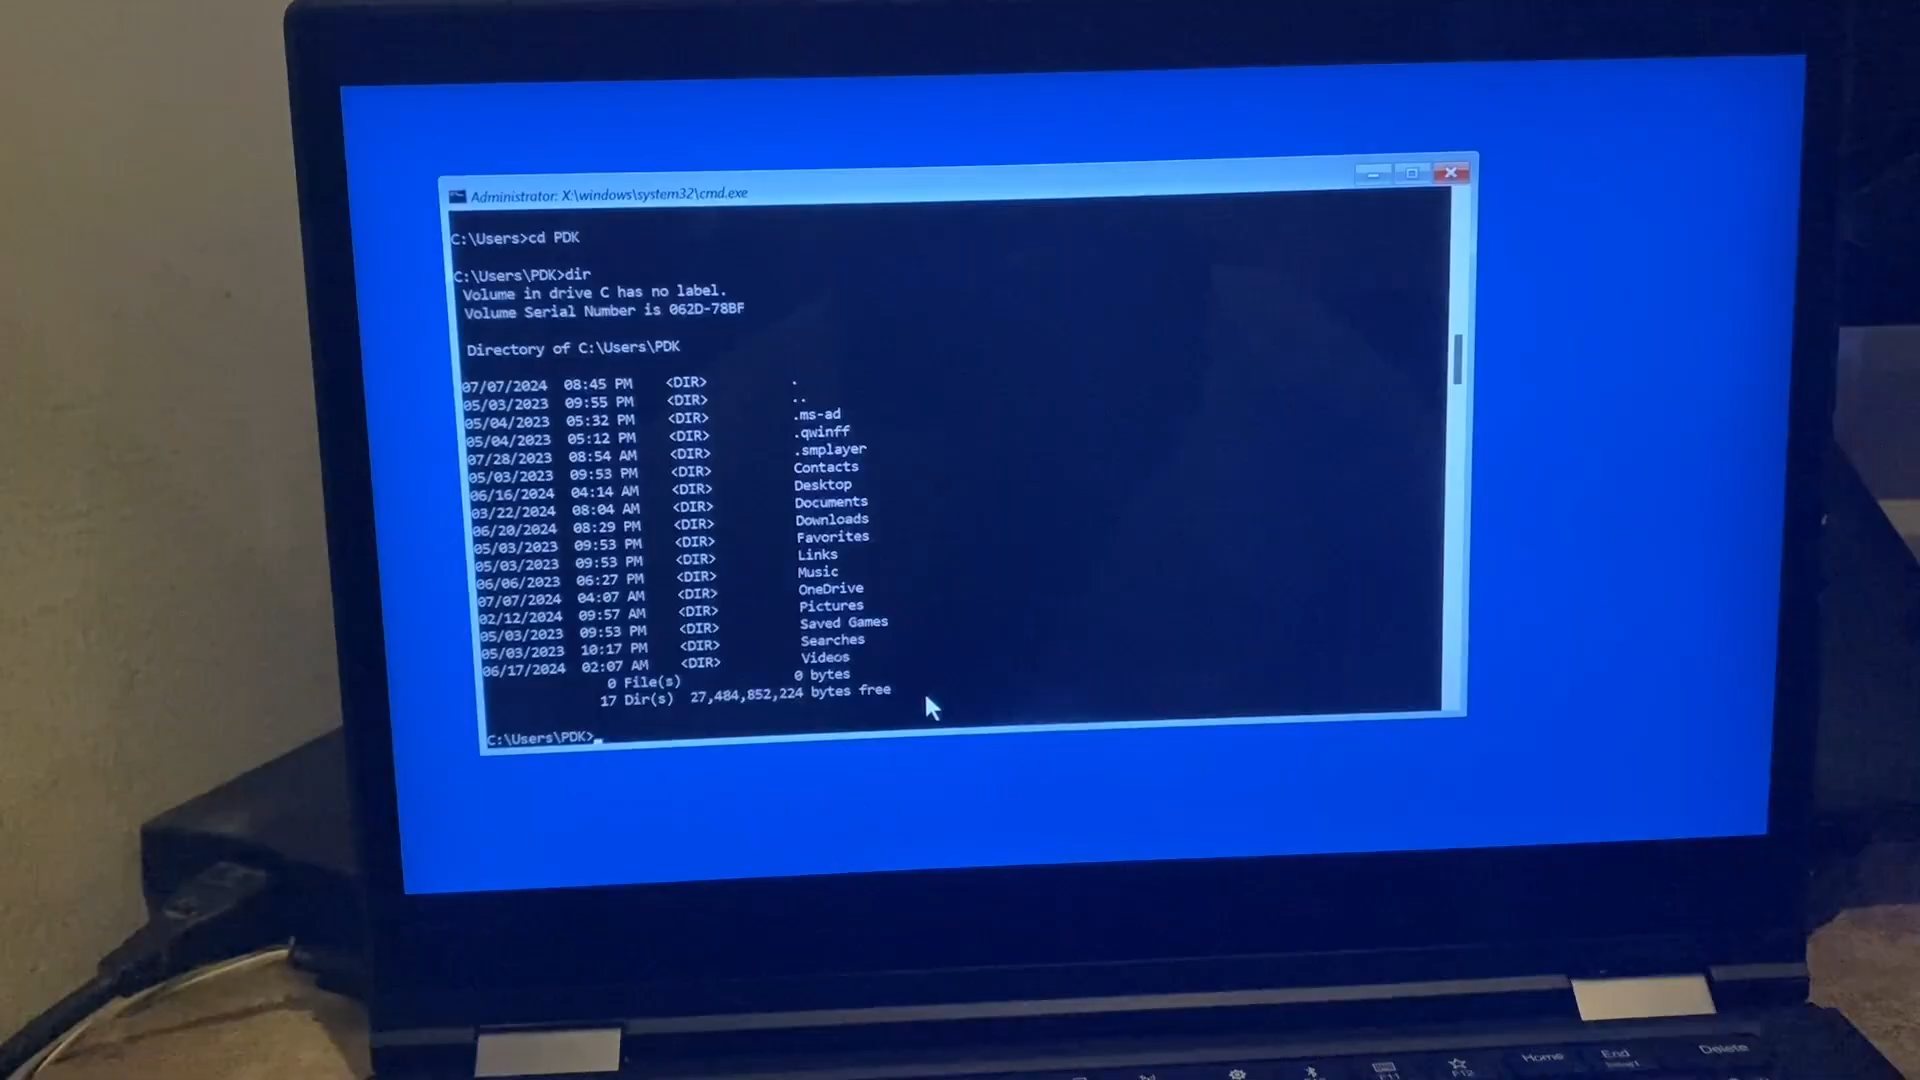 Administrator: X:\windows\system32\cmd.exe
C:\Users>cd PDK
C:\Users\PDK>dir
Volume in drive C has no label.
Volume Serial Number is 062D-78BF
Directory of C:\Users\PDK
07/07/2024 08:45 PM <DIR> .
05/03/2023 09:55 PM <DIR> ..
05/04/2023 05:32 PM <DIR> .ms-ad
05/04/2023 05:12 PM <DIR> .qwinff
07/28/2023 08:54 AM <DIR> .smplayer
05/03/2023 09:53 PM <DIR> Contacts
06/16/2024 04:14 AM <DIR> Desktop
03/22/2024 08:04 AM <DIR> Documents
06/20/2024 08:29 PM <DIR> Downloads
05/03/2023 09:53 PM <DIR> Favorites
05/03/2023 09:53 PM <DIR> Links
06/06/2023 06:27 PM <DIR> Music
07/07/2024 04:07 AM <DIR> OneDrive
02/12/2024 09:57 AM <DIR> Pictures
05/03/2023 09:53 PM <DIR> Saved Games
05/03/2023 10:17 PM <DIR> Searches
06/17/2024 02:07 AM <DIR> Videos
0 File(s) 0 bytes
17 Dir(s) 27,484,852,224 bytes free
C:\Users\PDK>
Home End Delete
F11 F12